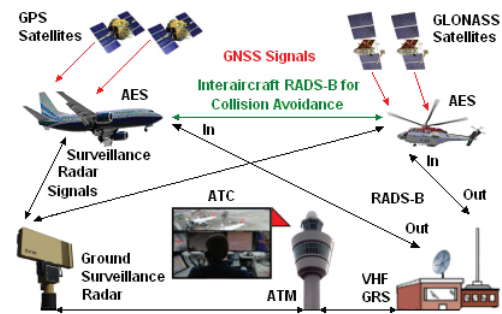 GPS
Satellites
GLONASS
Satellites
GNSS Signals
AES
Interaircraft RADS-B for
Collision Avoidance
AES
In
In
Surveillance
Radar
Signals
ATC
RADS-B
Out
Out
Ground
Surveillance
Radar
ATM
VHF
GRS